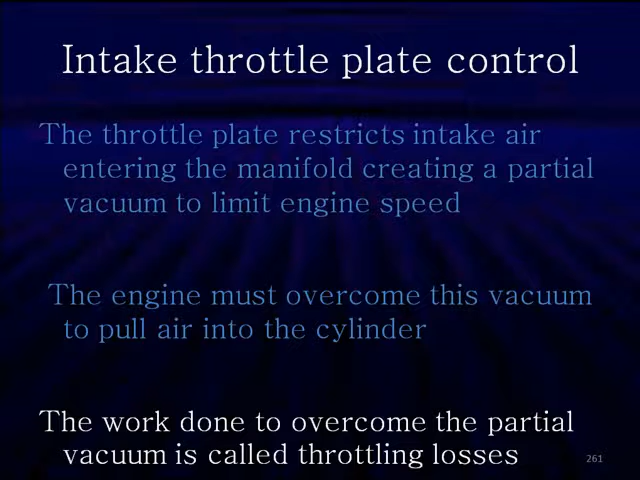 Intake throttle plate control
The throttle plate restricts intake air
entering the manifold creating a partial
vacuum to limit engine speed
The engine must overcome this vacuum
to pull air into the cylinder
The work done to overcome the partial
vacuum is called throttling losses
261